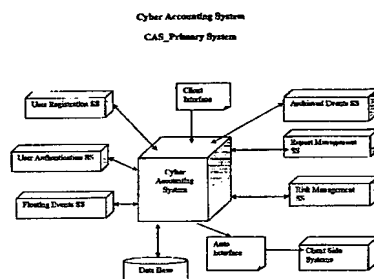 Cyber Accounting System
CAS_Primary System
Client
Interface
User Registration SS
Archived Events SS
Report Management
SS
User Authentication SS
Cyber
Accounting
System
Risk Management
SS
Floating Events SS
Auto
Interface
Client Side
Systems
Data Base